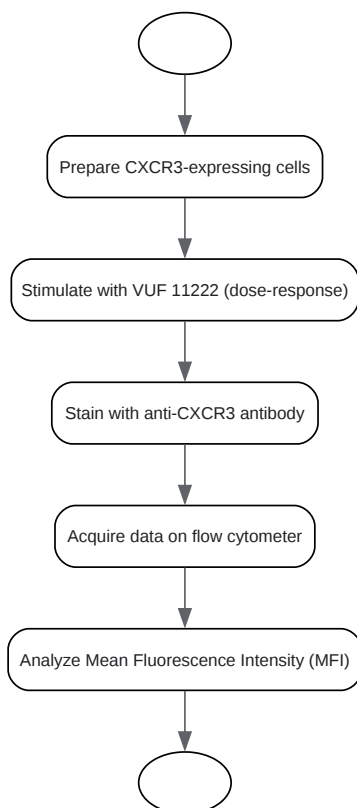 Prepare CXCR3-expressing cells
Stimulate with VUF 11222 (dose-response)
Stain with anti-CXCR3 antibody
Acquire data on flow cytometer
Analyze Mean Fluorescence Intensity (MFI)